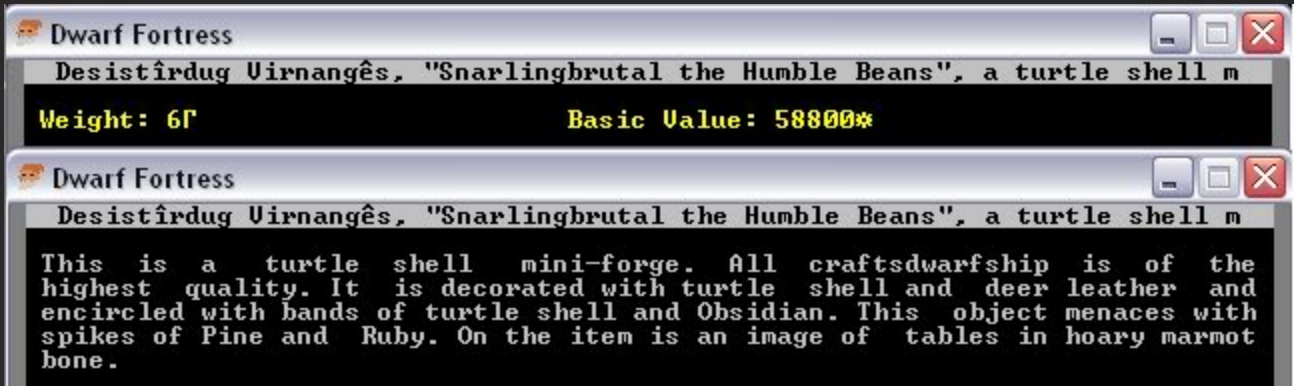 Dwarf Fortress
Desistîrdug Virnangês, "Snarlingbrutal the Humble Beans", a turtle shell m
Weight: 6Γ Basic Value: 58800☼
Dwarf Fortress
Desistîrdug Virnangês, "Snarlingbrutal the Humble Beans", a turtle shell m
This is a turtle shell mini-forge. All craftsdwarfship is of the
highest quality. It is decorated with turtle shell and deer leather and
encircled with bands of turtle shell and Obsidian. This object menaces with
spikes of Pine and Ruby. On the item is an image of tables in hoary marmot
bone.